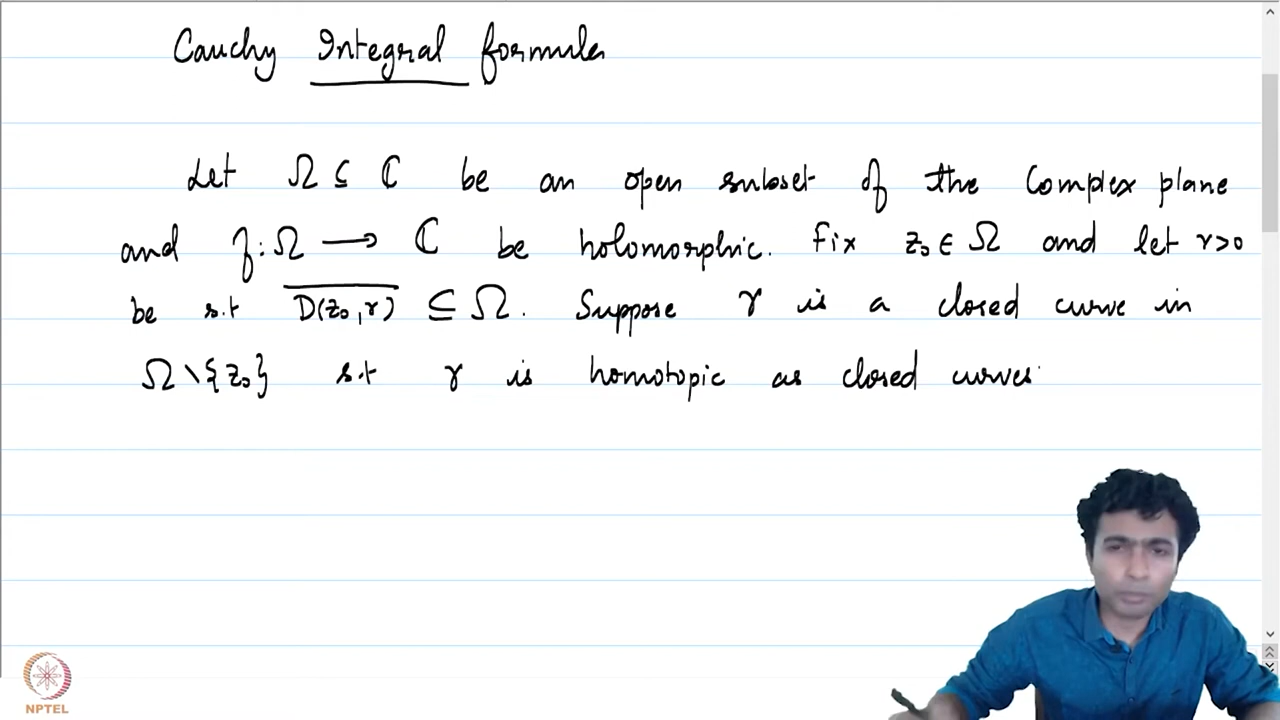 Cauchy Integral formula
Let Ω ⊆ ℂ be an open subset of the Complex plane
and f: Ω ⟶ ℂ be holomorphic. Fix z₀ ∈ Ω and let r>0
be s.t D(z₀, r)‾ ⊆ Ω. Suppose γ is a closed curve in
Ω \ {z₀} s.t γ is homotopic as closed curves
NPTEL